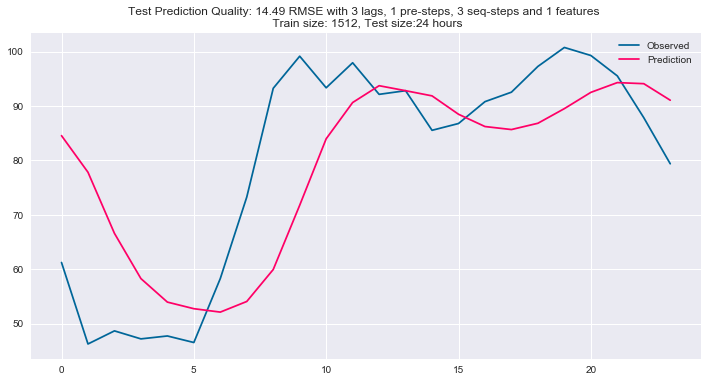 Test Prediction Quality: 14.49 RMSE with 3 lags, 1 pre-steps, 3 seq-steps and 1 features
Train size: 1512, Test size:24 hours
Observed
Prediction
100
90
80
70
60
50
0
5
10
15
20